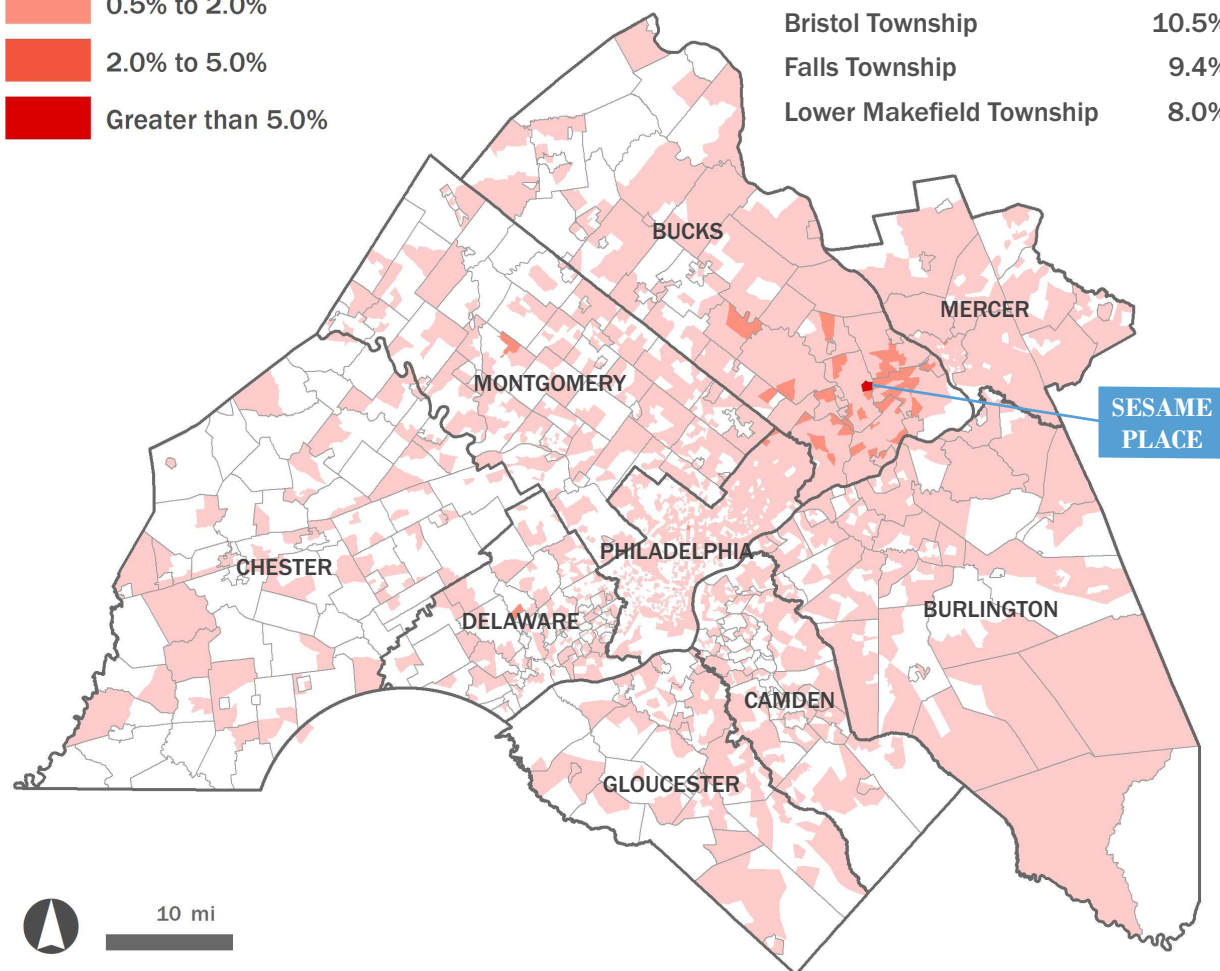 0.5% to 2.0%
2.0% to 5.0%
Greater than 5.0%
Bristol Township 10.5%
Falls Township 9.4%
Lower Makefield Township 8.0%
BUCKS
MERCER
MONTGOMERY
SESAME
PLACE
PHILADELPHIA
CHESTER
DELAWARE
BURLINGTON
CAMDEN
GLOUCESTER
10 mi